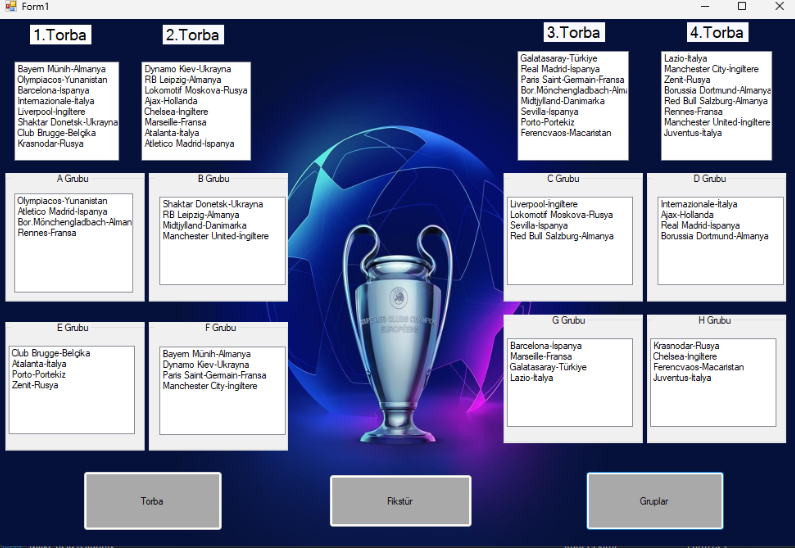 Form1
1.Torba
2.Torba
3.Torba
4.Torba
Bayern Münih-Almanya
Olympiacos-Yunanistan
Barcelona-İspanya
Internazionale-İtalya
Liverpool-İngiltere
Shaktar Donetsk-Ukrayna
Club Brugge-Belçika
Krasnodar-Rusya
Dynamo Kiev-Ukrayna
RB Leipzig-Almanya
Lokomotif Moskova-Rusya
Ajax-Hollanda
Chelsea-İngiltere
Marseille-Fransa
Atalanta-İtalya
Atletico Madrid-İspanya
Galatasaray-Türkiye
Real Madrid-İspanya
Paris Saint-Germain-Fransa
Bor.Mönchengladbach-Alma
Midtjylland-Danimarka
Sevilla-İspanya
Porto-Portekiz
Ferencvaos-Macaristan
Lazio-İtalya
Manchester City-İngiltere
Zenit-Rusya
Borussia Dortmund-Almanya
Red Bull Salzburg-Almanya
Rennes-Fransa
Manchester United-İngiltere
Juventus-İtalya
A Grubu
Olympiacos-Yunanistan
Atletico Madrid-İspanya
Bor.Mönchengladbach-Alman
Rennes-Fransa
B Grubu
Shaktar Donetsk-Ukrayna
RB Leipzig-Almanya
Midtjylland-Danimarka
Manchester United-İngiltere
C Grubu
Liverpool-İngiltere
Lokomotif Moskova-Rusya
Sevilla-İspanya
Red Bull Salzburg-Almanya
D Grubu
Internazionale-İtalya
Ajax-Hollanda
Real Madrid-İspanya
Borussia Dortmund-Almanya
E Grubu
Club Brugge-Belçika
Atalanta-İtalya
Porto-Portekiz
Zenit-Rusya
F Grubu
Bayern Münih-Almanya
Dynamo Kiev-Ukrayna
Paris Saint-Germain-Fransa
Manchester City-İngiltere
G Grubu
Barcelona-İspanya
Marseille-Fransa
Galatasaray-Türkiye
Lazio-İtalya
H Grubu
Krasnodar-Rusya
Chelsea-İngiltere
Ferencvaos-Macaristan
Juventus-İtalya
Torba
Fikstür
Gruplar